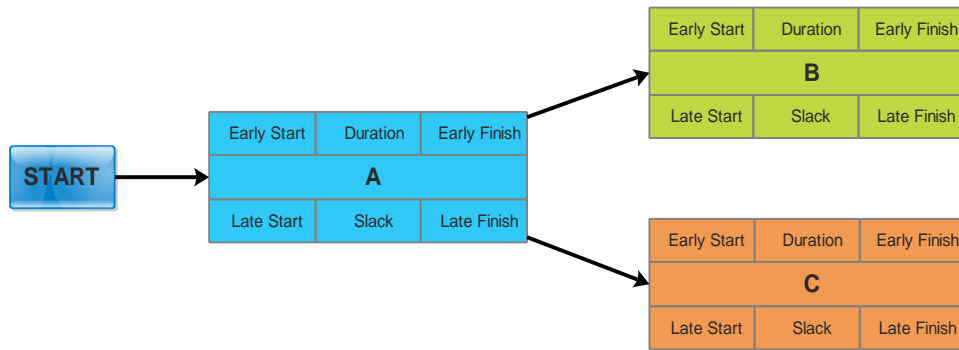 START
Early Start Duration Early Finish
A
Late Start Slack Late Finish
Early Start Duration Early Finish
B
Late Start Slack Late Finish
Early Start Duration Early Finish
C
Late Start Slack Late Finish